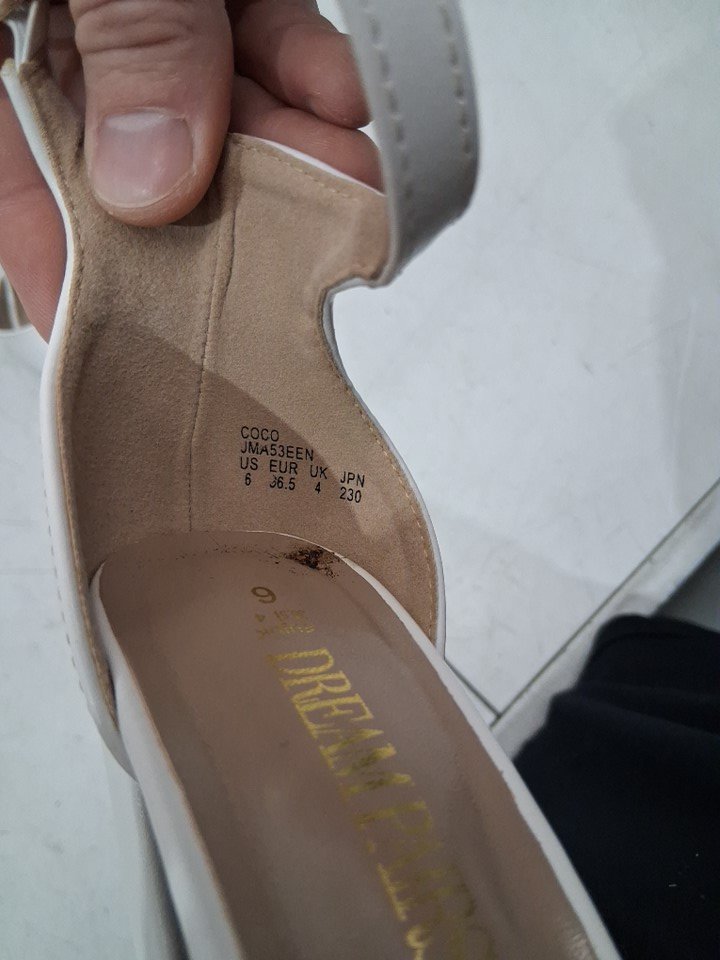 COCO
JMA53EEN
US EUR UK JPN
6 36.5 4 230
6
DREAM PAIRS